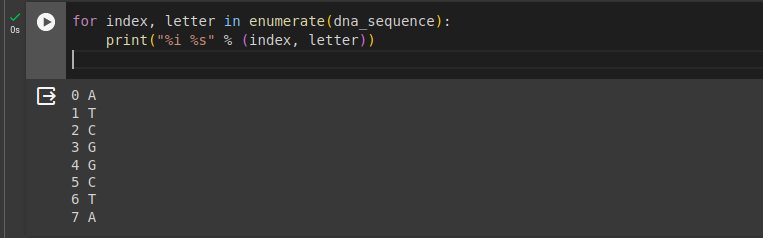 for index, letter in enumerate(dna_sequence):
    print("%i %s" % (index, letter))
0s
0 A
1 T
2 C
3 G
4 G
5 C
6 T
7 A